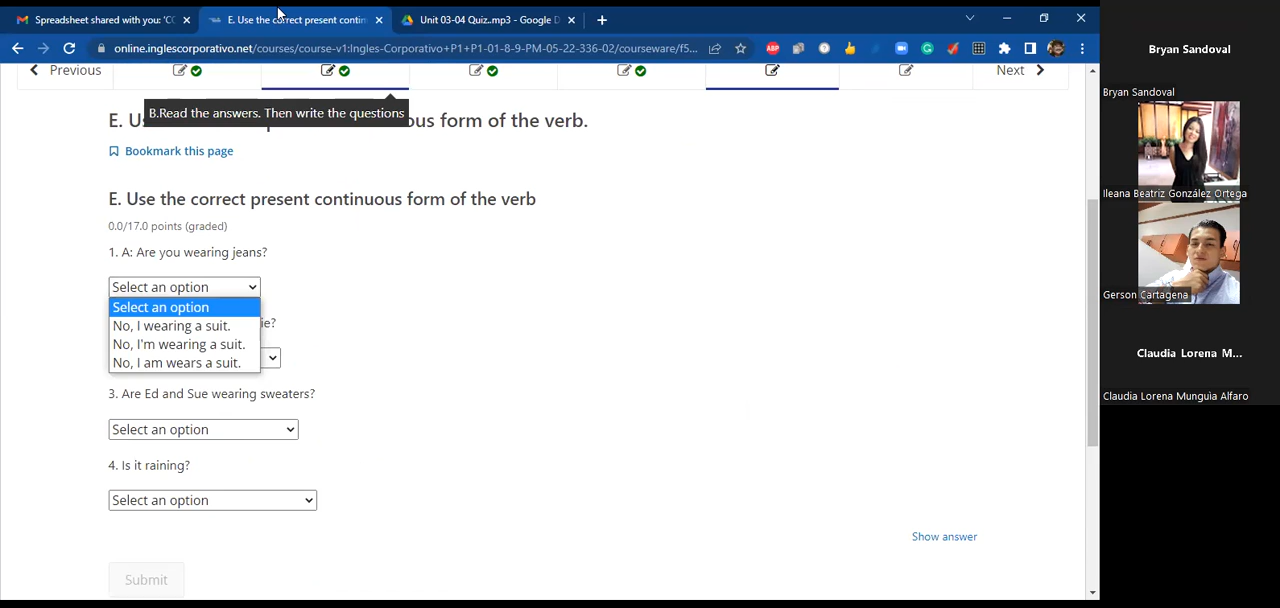 Spreadsheet shared with you: 'CC
E. Use the correct present contin
Unit 03-04 Quiz..mp3 - Google D
online.inglescorporativo.net/courses/course-v1:Ingles-Corporativo+P1+P1-01-8-9-PM-05-22-336-02/courseware/f5...
Previous
Next
B.Read the answers. Then write the questions
E. U
ous form of the verb.
Bookmark this page
E. Use the correct present continuous form of the verb
0.0/17.0 points (graded)
1. A: Are you wearing jeans?
Select an option
Select an option
No, I wearing a suit.
ie?
No, I'm wearing a suit.
No, I am wears a suit.
3. Are Ed and Sue wearing sweaters?
Select an option
4. Is it raining?
Select an option
Show answer
Submit
Bryan Sandoval
Bryan Sandoval
Ileana Beatriz González Ortega
Gerson Cartagena
Claudia Lorena M...
Claudia Lorena Munguia Alfaro